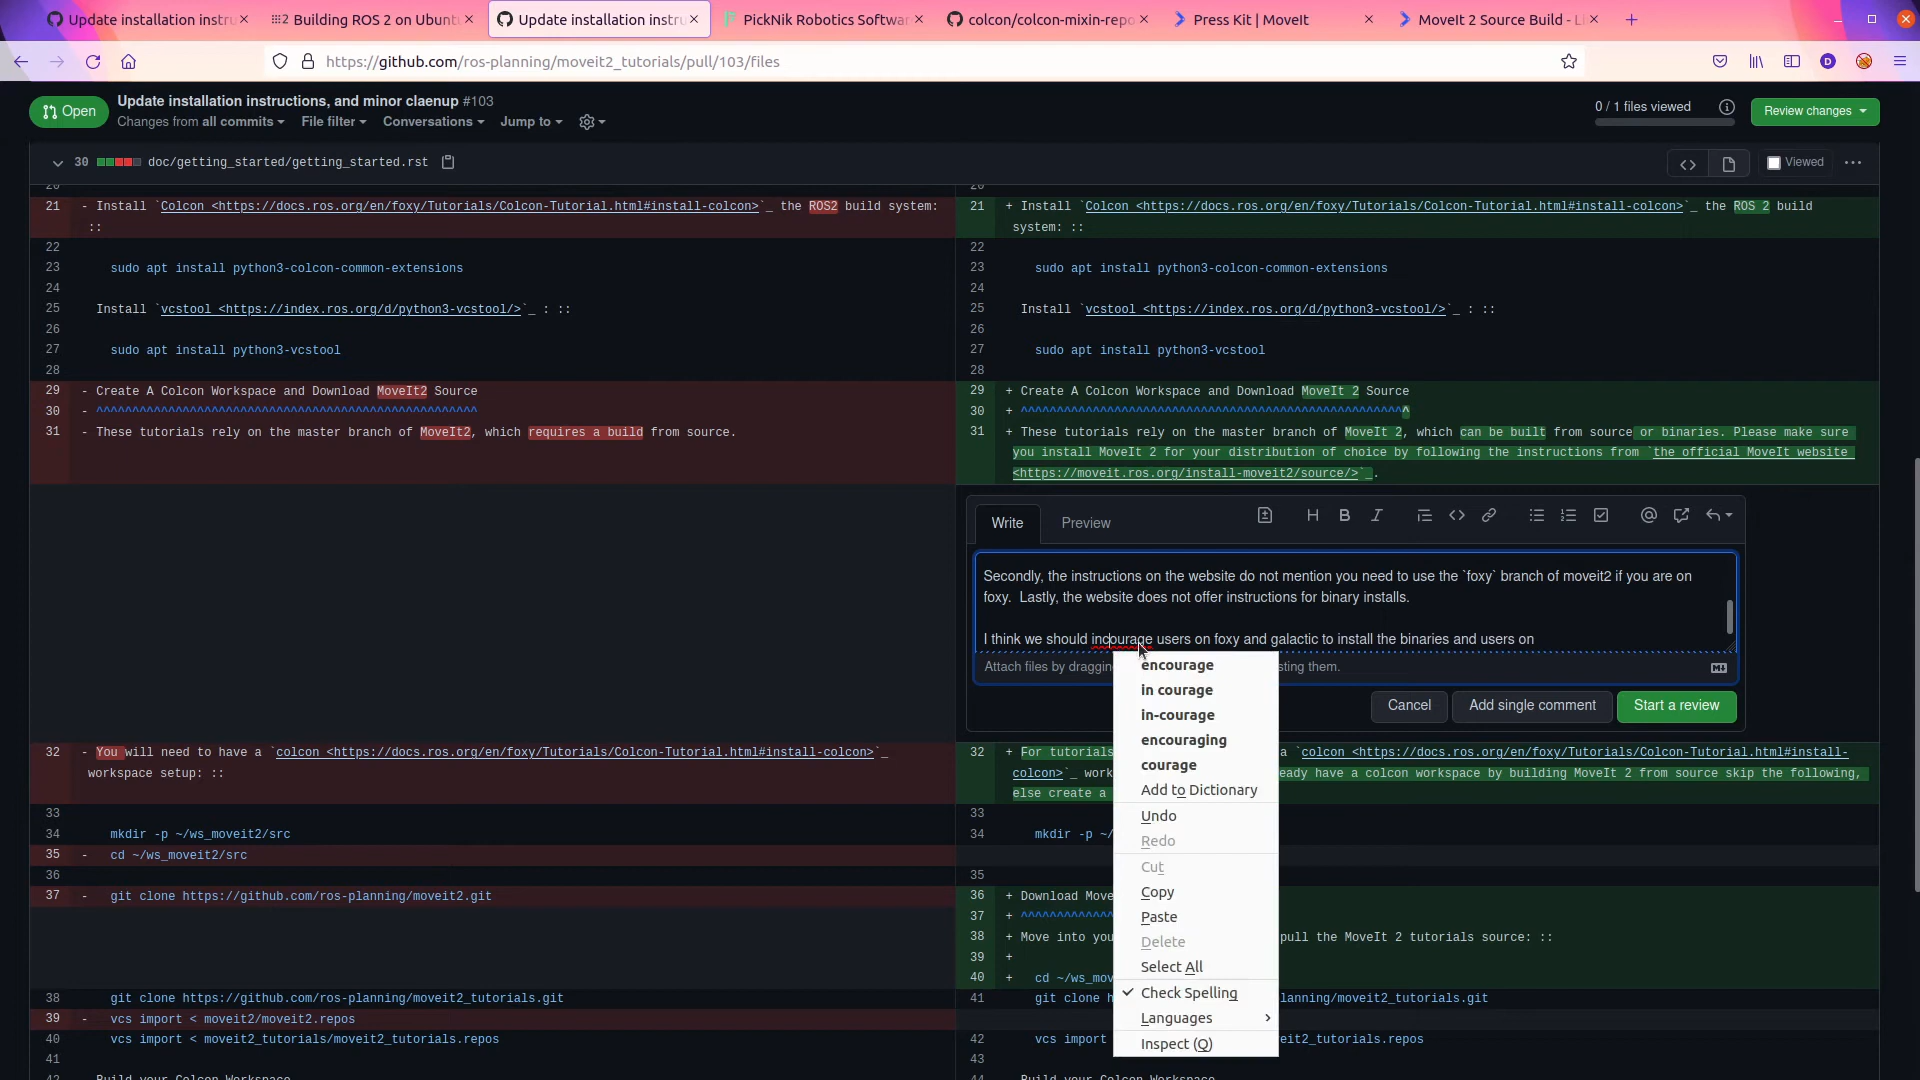 Update installation instru
Building ROS 2 on Ubunt
Update installation instru
PickNik Robotics Softwar
colcon/colcon-mixin-repo
Press Kit | MoveIt
MoveIt 2 Source Build - Li
https://github.com/ros-planning/moveit2_tutorials/pull/103/files
D
Open
Update installation instructions, and minor claenup #103
Changes from all commits
File filter
Conversations
Jump to
0 / 1 files viewed
Review changes
30 doc/getting_started/getting_started.rst
Viewed
20
21 - Install `Colcon <https://docs.ros.org/en/foxy/Tutorials/Colcon-Tutorial.html#install-colcon>`_ the ROS2 build system:
::
22
23 sudo apt install python3-colcon-common-extensions
24
25 Install `vcstool <https://index.ros.org/d/python3-vcstool/>`_ : ::
26
27 sudo apt install python3-vcstool
28
29 - Create A Colcon Workspace and Download MoveIt2 Source
30 - ^^^^^^^^^^^^^^^^^^^^^^^^^^^^^^^^^^^^^^^^^^^^^^^^^^^^^
31 - These tutorials rely on the master branch of MoveIt2, which requires a build from source.
32 - You will need to have a `colcon <https://docs.ros.org/en/foxy/Tutorials/Colcon-Tutorial.html#install-colcon>`_
workspace setup: ::
33
34 mkdir -p ~/ws_moveit2/src
35 - cd ~/ws_moveit2/src
36
37 - git clone https://github.com/ros-planning/moveit2.git
38 git clone https://github.com/ros-planning/moveit2_tutorials.git
39 - vcs import < moveit2/moveit2.repos
40 vcs import < moveit2_tutorials/moveit2_tutorials.repos
41
42 Build your Colcon Workspace
20
21 + Install `Colcon <https://docs.ros.org/en/foxy/Tutorials/Colcon-Tutorial.html#install-colcon>`_ the ROS 2 build
system: ::
22
23 sudo apt install python3-colcon-common-extensions
24
25 Install `vcstool <https://index.ros.org/d/python3-vcstool/>`_ : ::
26
27 sudo apt install python3-vcstool
28
29 + Create A Colcon Workspace and Download MoveIt 2 Source
30 + ^^^^^^^^^^^^^^^^^^^^^^^^^^^^^^^^^^^^^^^^^^^^^^^^^^^^^^
31 + These tutorials rely on the master branch of MoveIt 2, which can be built from source or binaries. Please make sure
you install MoveIt 2 for your distribution of choice by following the instructions from `the official MoveIt website
<https://moveit.ros.org/install-moveit2/source/>`_.
Write
Preview
Secondly, the instructions on the website do not mention you need to use the `foxy` branch of moveit2 if you are on
foxy. Lastly, the website does not offer instructions for binary installs.
I think we should incourage users on foxy and galactic to install the binaries and users on
Attach files by draggin
sting them.
Cancel
Add single comment
Start a review
encourage
in courage
in-courage
encouraging
courage
Add to Dictionary
Undo
Redo
Cut
Copy
Paste
Delete
Select All
Check Spelling
Languages
Inspect (Q)
32 + For tutorials a `colcon <https://docs.ros.org/en/foxy/Tutorials/Colcon-Tutorial.html#install-
colcon>`_ work eady have a colcon workspace by building MoveIt 2 from source skip the following,
else create a
33
34 mkdir -p ~/
35
36 + Download Move
37 + ^^^^^^^^^^^^^
38 + Move into you pull the MoveIt 2 tutorials source: ::
39 +
40 + cd ~/ws_mov
41 git clone h lanning/moveit2_tutorials.git
42 vcs import it2_tutorials.repos
43
44 Build your Colcon Workspace